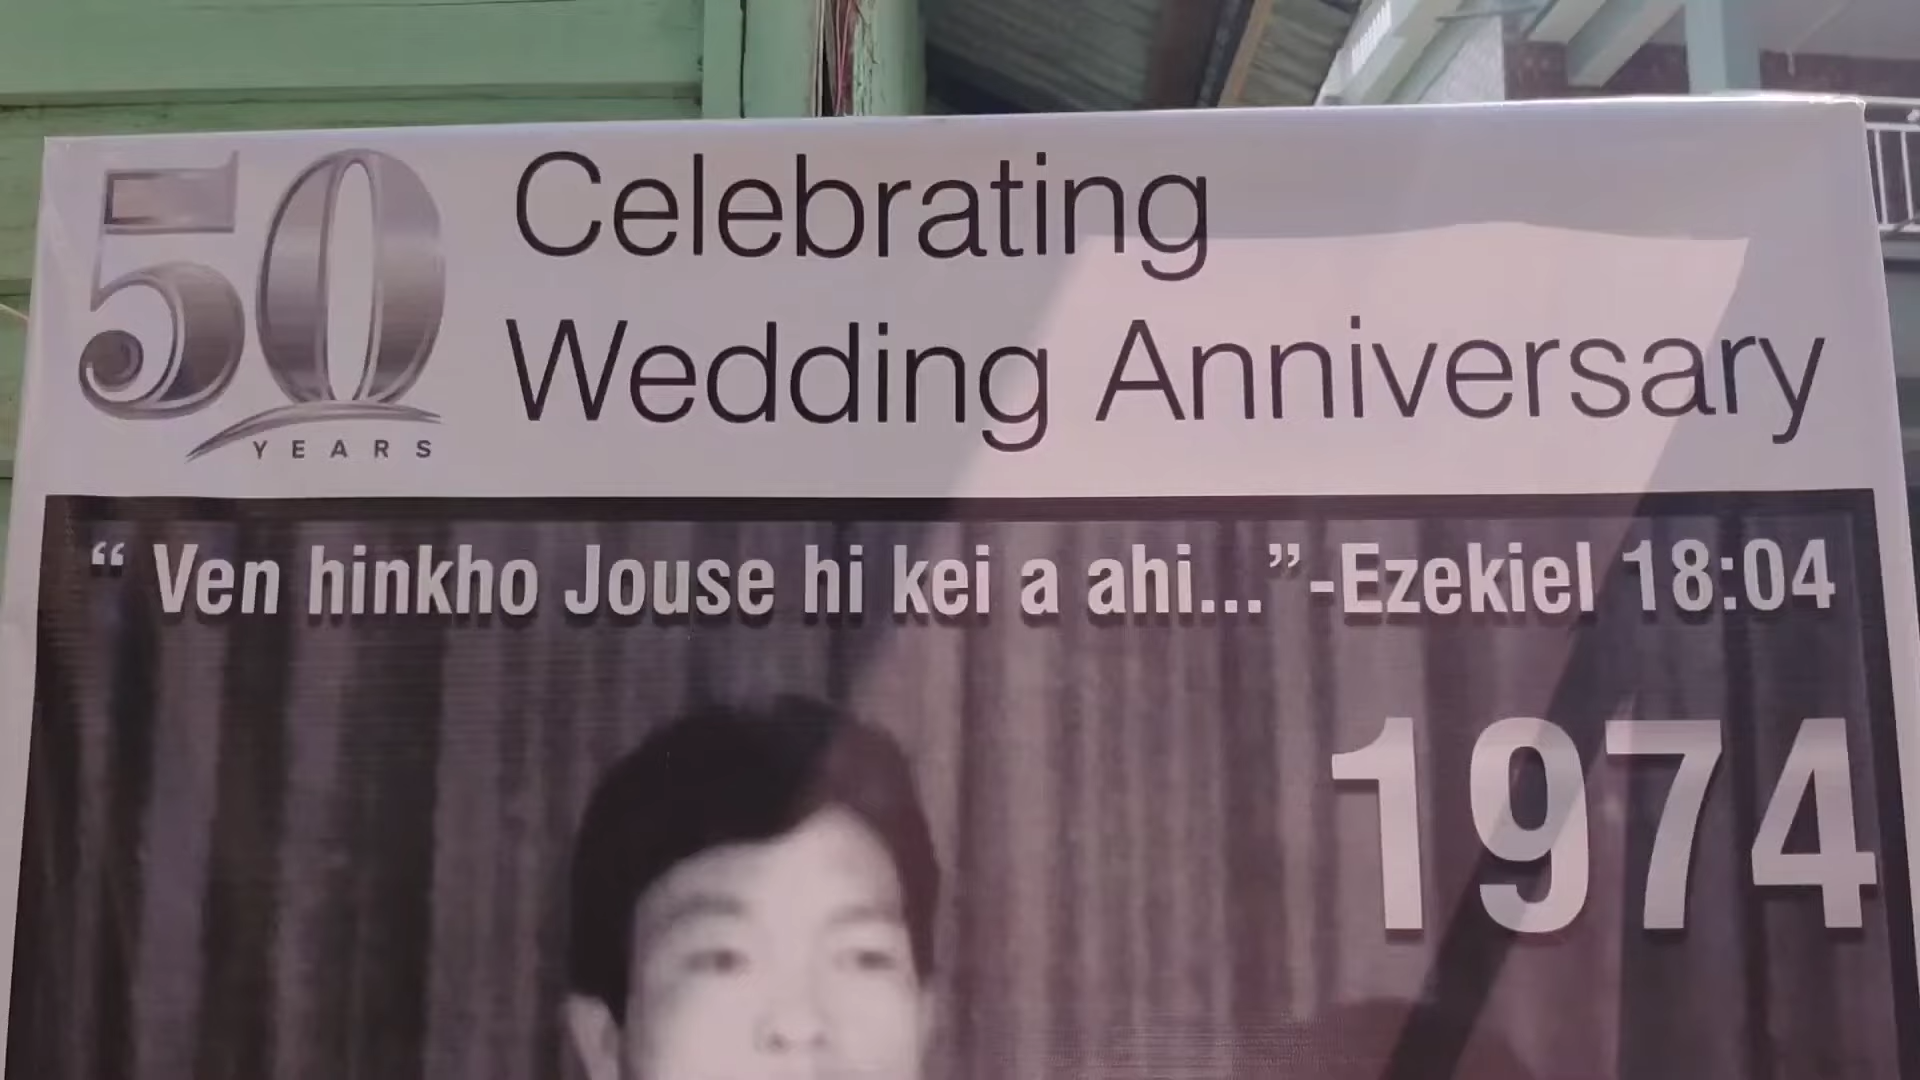 50
YEARS
Celebrating
Wedding Anniversary
“ Ven hinkho Jouse hi kei a ahi...”-Ezekiel 18:04
1974